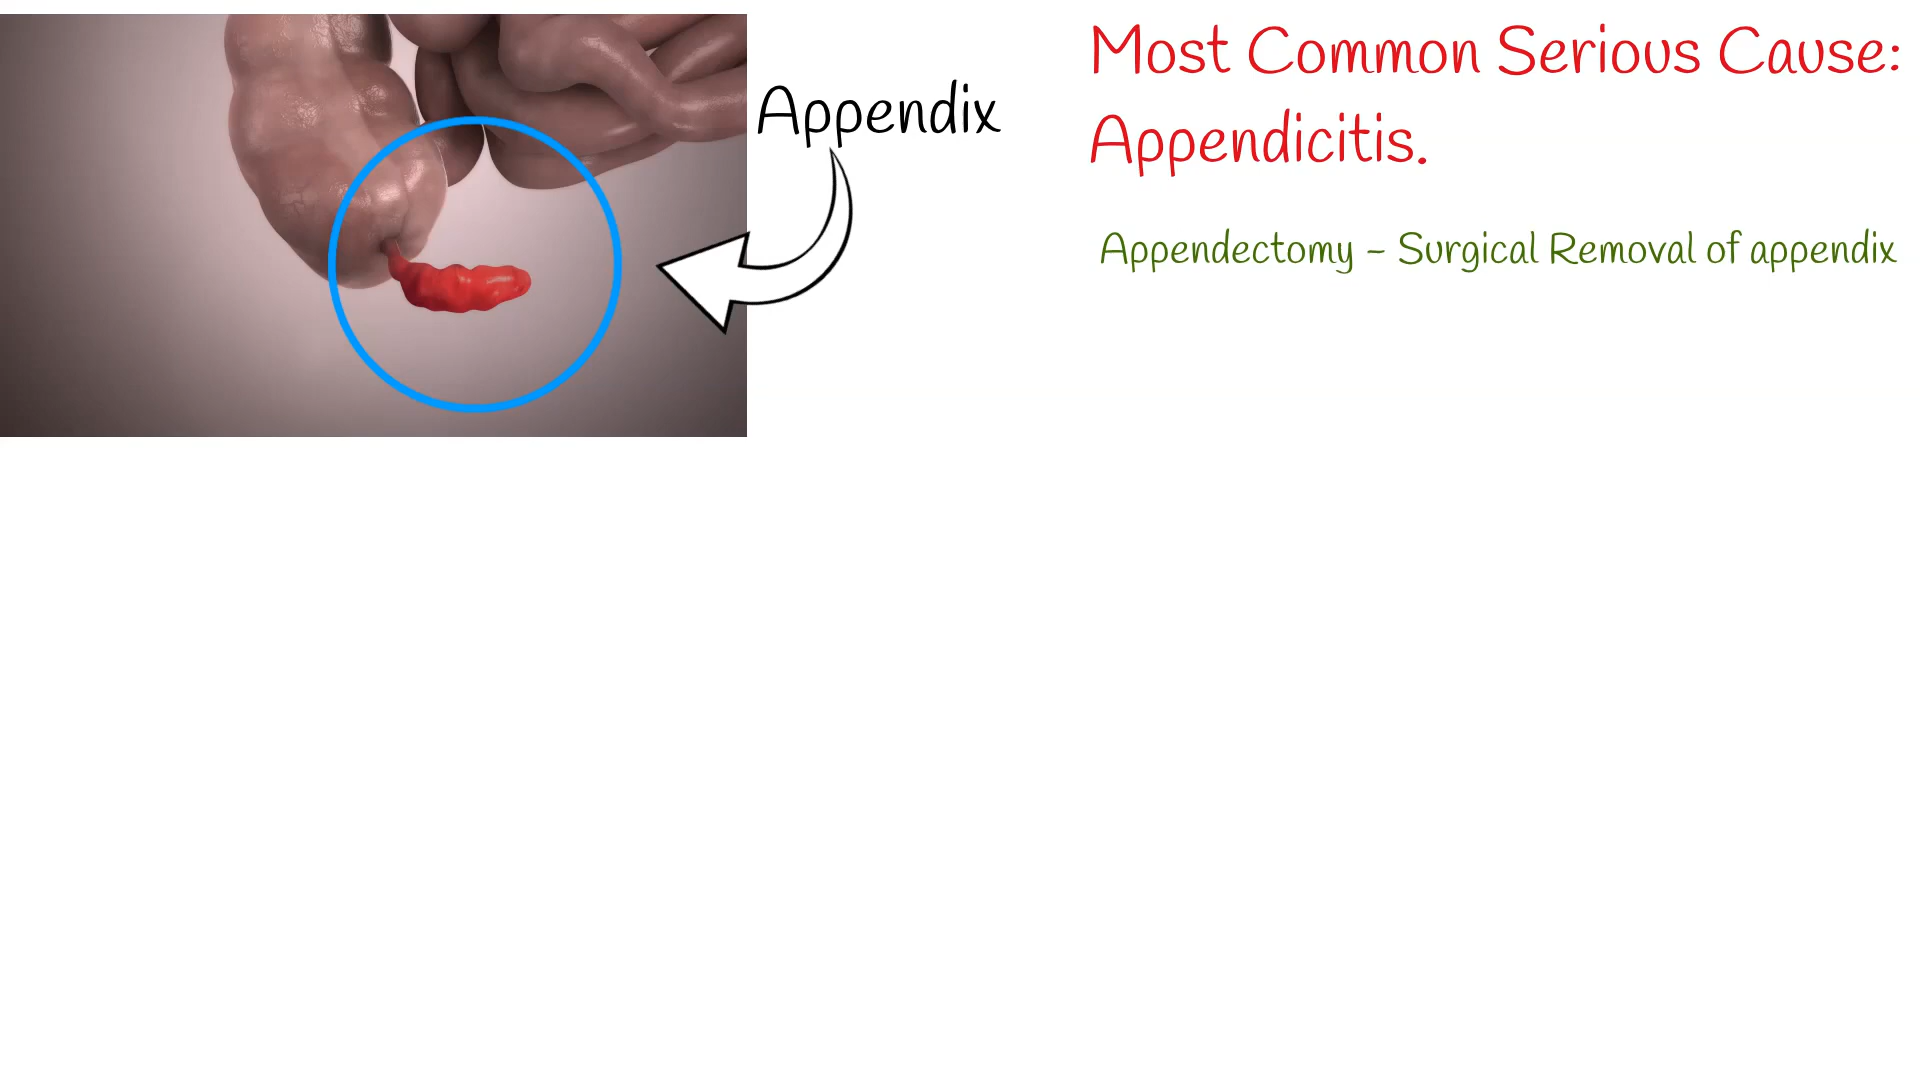 Appendix
Most Common Serious Cause:
Appendicitis.
Appendectomy - Surgical Removal of appendix